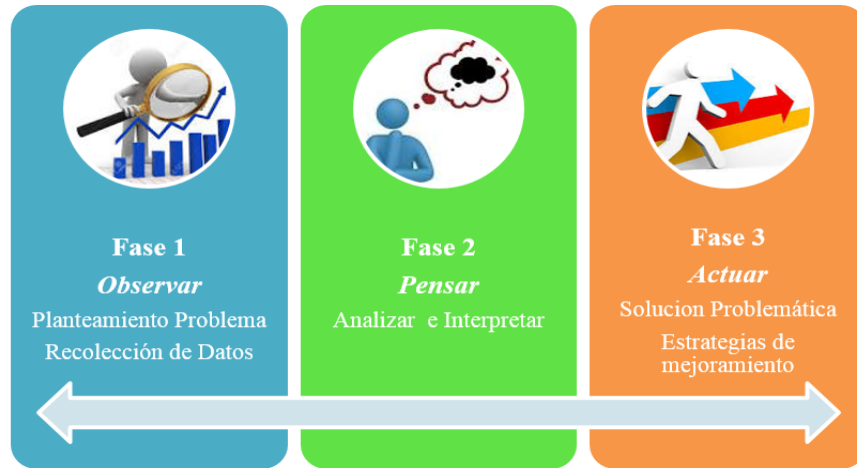 Fase 1
Observar
Planteamiento Problema
Recolección de Datos
Fase 2
Pensar
Analizar e Interpretar
Fase 3
Actuar
Solucion Problemática
Estrategias de
mejoramiento